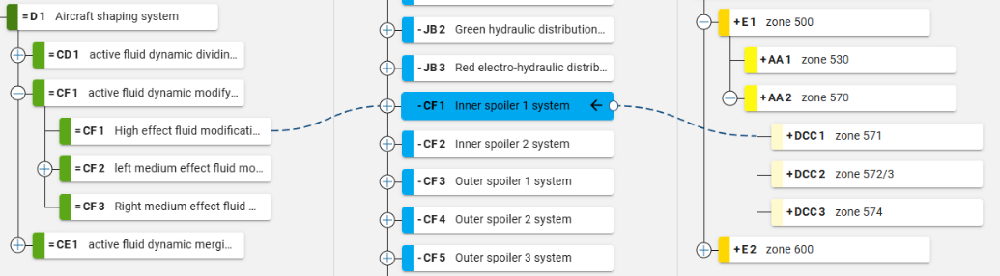 =D1 Aircraft shaping system
=CD1 active fluid dynamic dividin...
=CF1 active fluid dynamic modify...
=CF1 High effect fluid modificati...
=CF2 left medium effect fluid mo...
=CF3 Right medium effect fluid ...
=CE1 active fluid dynamic mergi...
-JB2 Green hydraulic distribution...
-JB3 Red electro-hydraulic distrib...
-CF1 Inner spoiler 1 system
-CF2 Inner spoiler 2 system
-CF3 Outer spoiler 1 system
-CF4 Outer spoiler 2 system
-CF5 Outer spoiler 3 system
+E1 zone 500
+AA1 zone 530
+AA2 zone 570
+DCC1 zone 571
+DCC2 zone 572/3
+DCC3 zone 574
+E2 zone 600